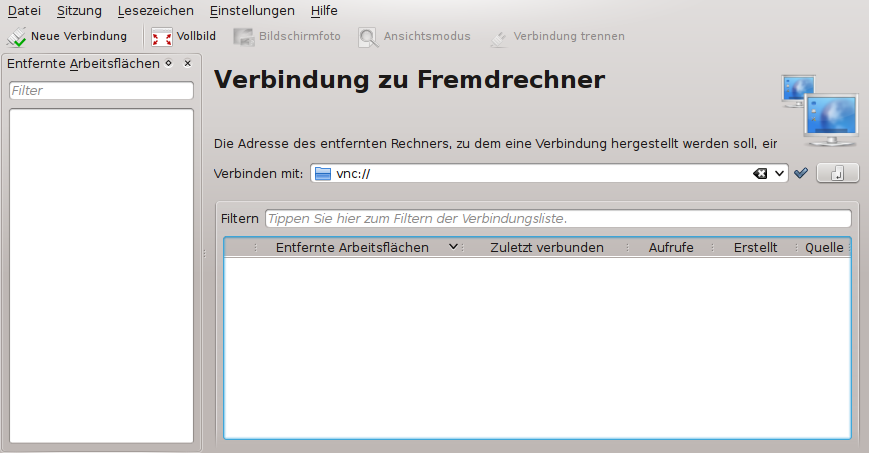 Datei Sitzung Lesezeichen Einstellungen Hilfe
Neue Verbindung Vollbild Bildschirmfoto Ansichtsmodus Verbindung trennen
Entfernte Arbeitsflächen
Filter
Verbindung zu Fremdrechner
Die Adresse des entfernten Rechners, zu dem eine Verbindung hergestellt werden soll, ein
Verbinden mit: vnc://
Filtern Tippen Sie hier zum Filtern der Verbindungsliste.
Entfernte Arbeitsflächen Zuletzt verbunden Aufrufe Erstellt Quelle